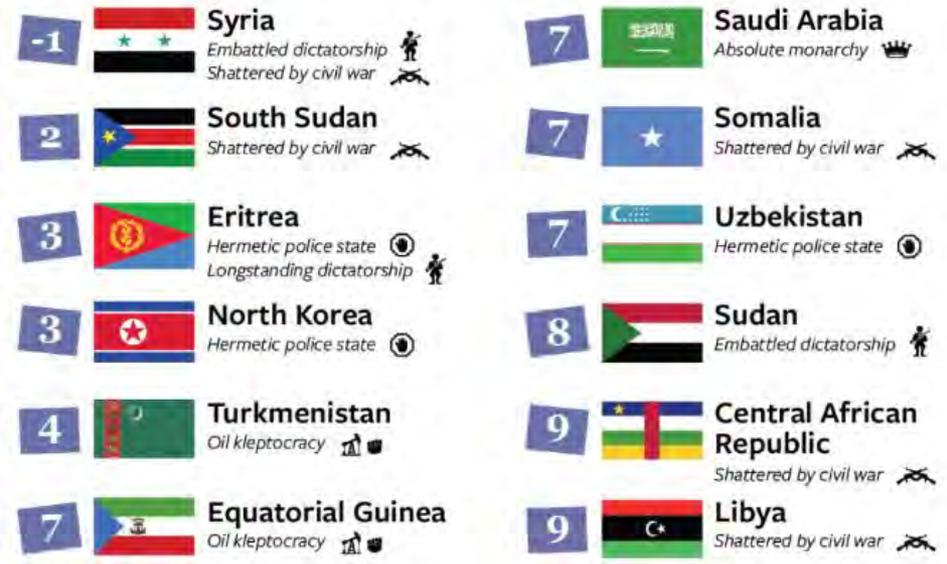 -1
Syria
Embattled dictatorship
Shattered by civil war
2
South Sudan
Shattered by civil war
3
Eritrea
Hermetic police state
Longstanding dictatorship
3
North Korea
Hermetic police state
4
Turkmenistan
Oil kleptocracy
7
Equatorial Guinea
Oil kleptocracy
7
Saudi Arabia
Absolute monarchy
7
Somalia
Shattered by civil war
7
Uzbekistan
Hermetic police state
8
Sudan
Embattled dictatorship
9
Central African
Republic
Shattered by civil war
9
Libya
Shattered by civil war